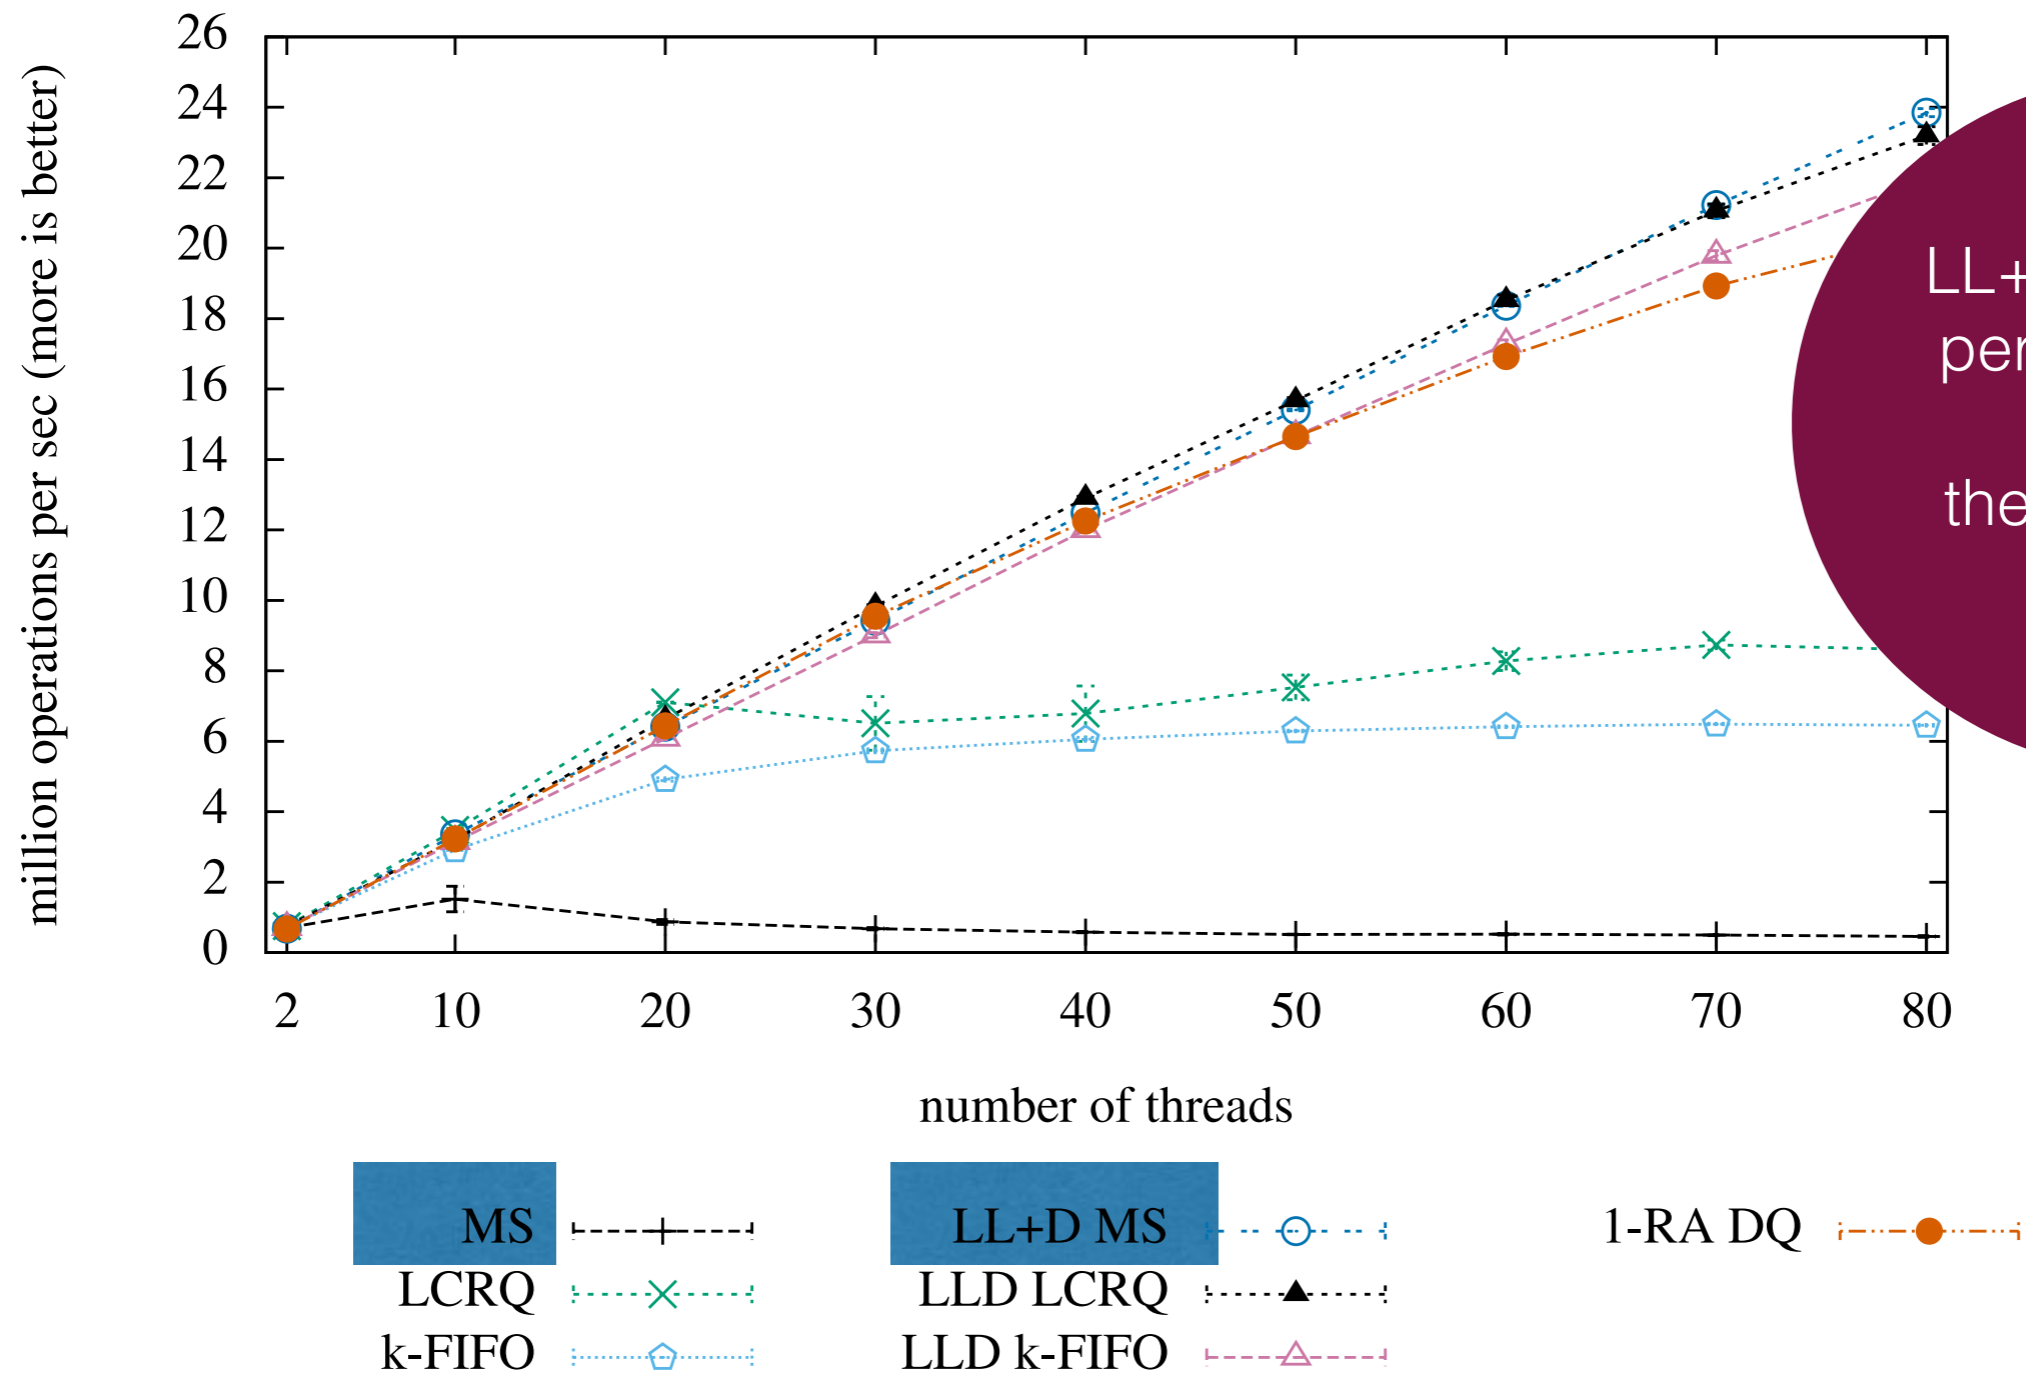 million operations per sec (more is better)
26
24
22
20
18
16
14
12
10
8
6
4
2
0
2 10 20 30 40 50 60 70 80
number of threads
LL+
the
MS LL+D MS 1-RA DQ
LCRQ LLD LCRQ
k-FIFO LLD k-FIFO